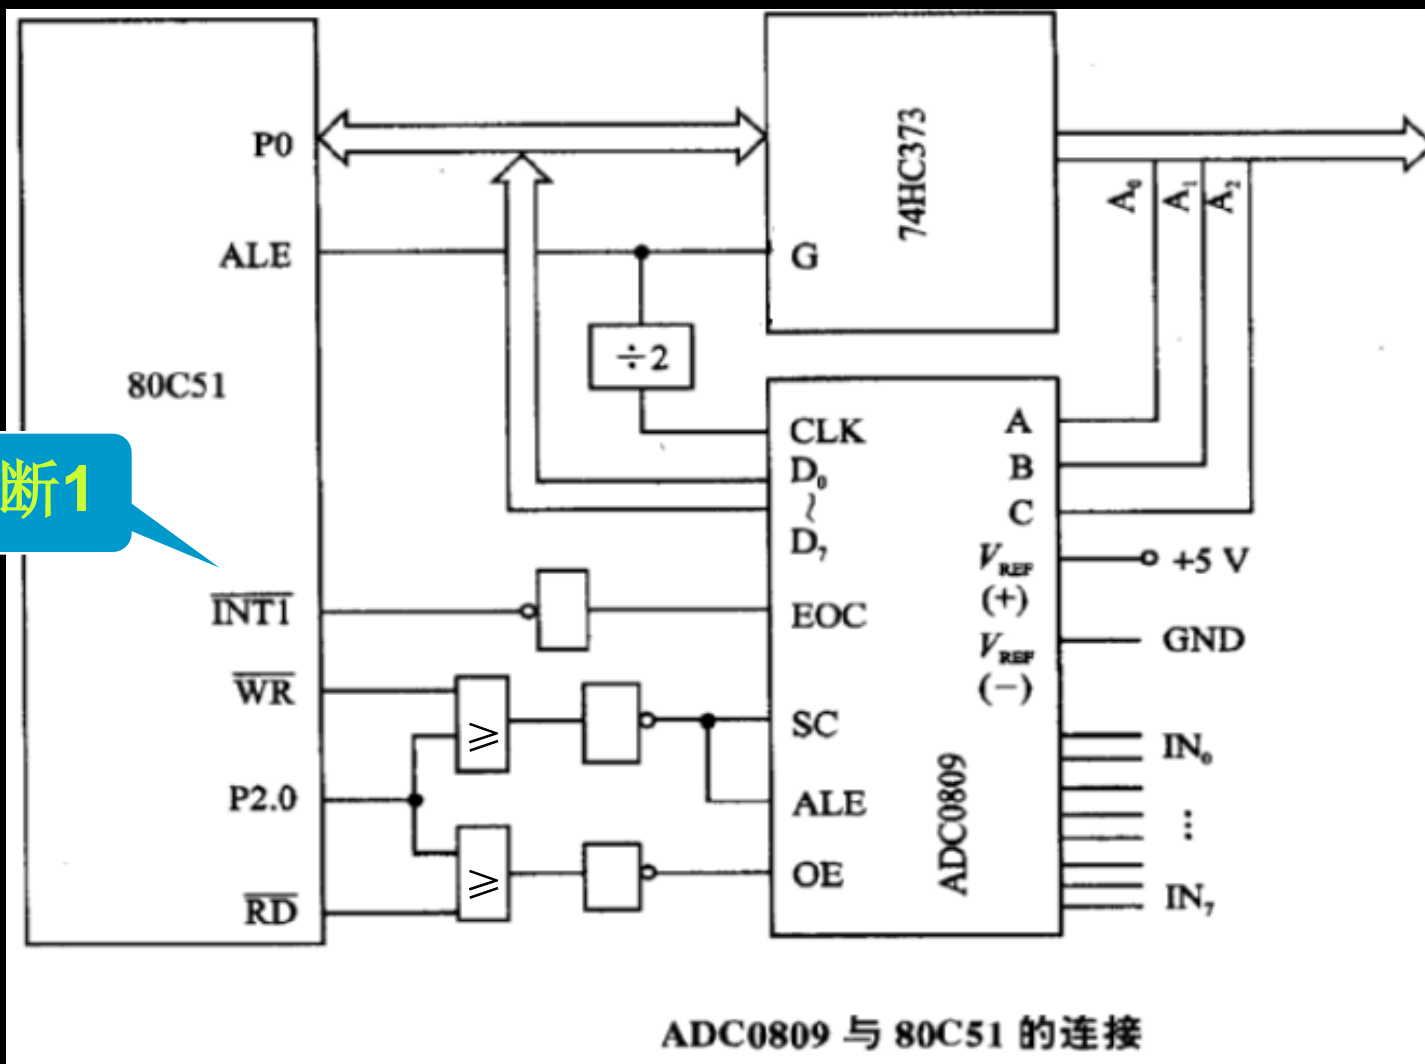 P0
ALE
80C51
断1
INT1
WR
P2.0
RD
74HC373
G
A0
A1
A2
÷2
CLK
D0
~
D7
EOC
SC
ALE
OE
≥
≥
A
B
C
VREF
(+)
VREF
(−)
ADC0809
+5 V
GND
IN0
⋮
IN7
ADC0809 与 80C51 的连接